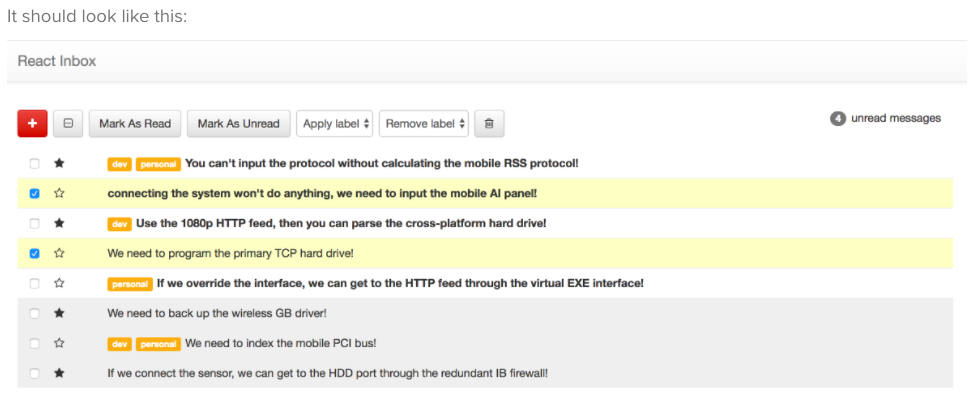 It should look like this:
React Inbox
+ Mark As Read Mark As Unread Apply label Remove label 4 unread messages
dev personal You can't input the protocol without calculating the mobile RSS protocol!
connecting the system won't do anything, we need to input the mobile AI panel!
dev Use the 1080p HTTP feed, then you can parse the cross-platform hard drive!
We need to program the primary TCP hard drive!
personal If we override the interface, we can get to the HTTP feed through the virtual EXE interface!
We need to back up the wireless GB driver!
dev personal We need to index the mobile PCI bus!
If we connect the sensor, we can get to the HDD port through the redundant IB firewall!